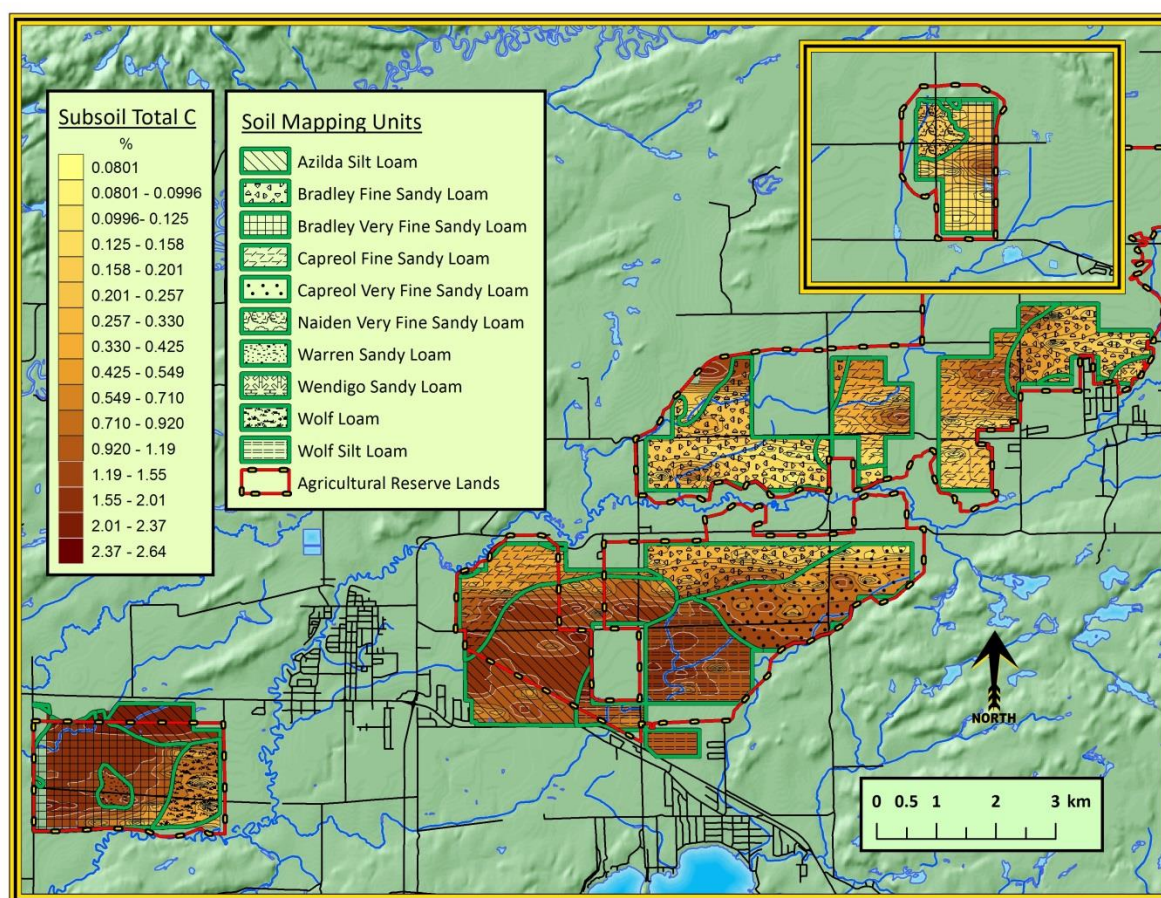 Subsoil Total C
%
0.0801
0.0801 - 0.0996
0.0996- 0.125
0.125 - 0.158
0.158 - 0.201
0.201 - 0.257
0.257 - 0.330
0.330 - 0.425
0.425 - 0.549
0.549 - 0.710
0.710 - 0.920
0.920 - 1.19
1.19 - 1.55
1.55 - 2.01
2.01 - 2.37
2.37 - 2.64
Soil Mapping Units
Azilda Silt Loam
Bradley Fine Sandy Loam
Bradley Very Fine Sandy Loam
Capreol Fine Sandy Loam
Capreol Very Fine Sandy Loam
Naiden Very Fine Sandy Loam
Warren Sandy Loam
Wendigo Sandy Loam
Wolf Loam
Wolf Silt Loam
Agricultural Reserve Lands
NORTH
0 0.5 1 2 3 km